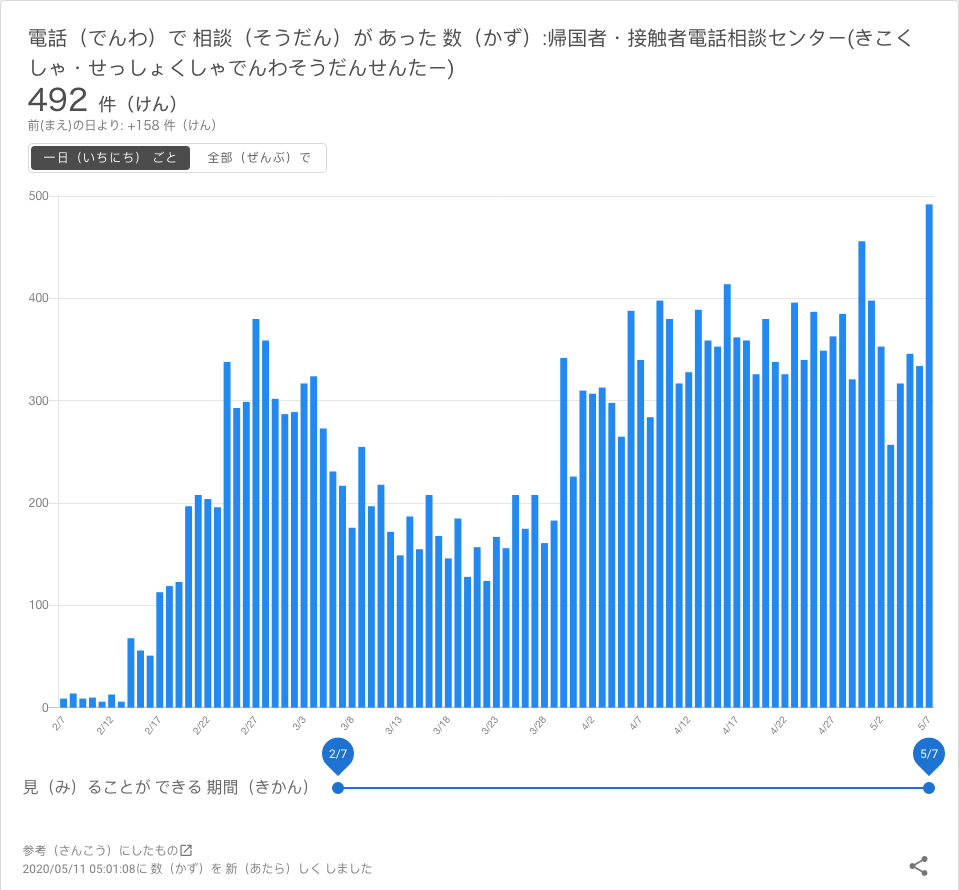 電話（でんわ）で 相談（そうだん）が あった 数（かず）:帰国者・接触者電話相談センター(きこく
しゃ・せっしょくしゃでんわそうだんせんたー)
492 件（けん）
前(まえ)の日より: +158 件（けん）
一日（いちにち） ごと 全部（ぜんぶ）で
500
400
300
200
100
0
2/7 2/12 2/17 2/22 2/27 3/3 3/8 3/13 3/18 3/23 3/28 4/2 4/7 4/12 4/17 4/22 4/27 5/2 5/7
2/7 5/7
見（み）ることが できる 期間（きかん）
参考（さんこう）にしたもの
2020/05/11 05:01:08に 数（かず）を 新（あたら）しく しました